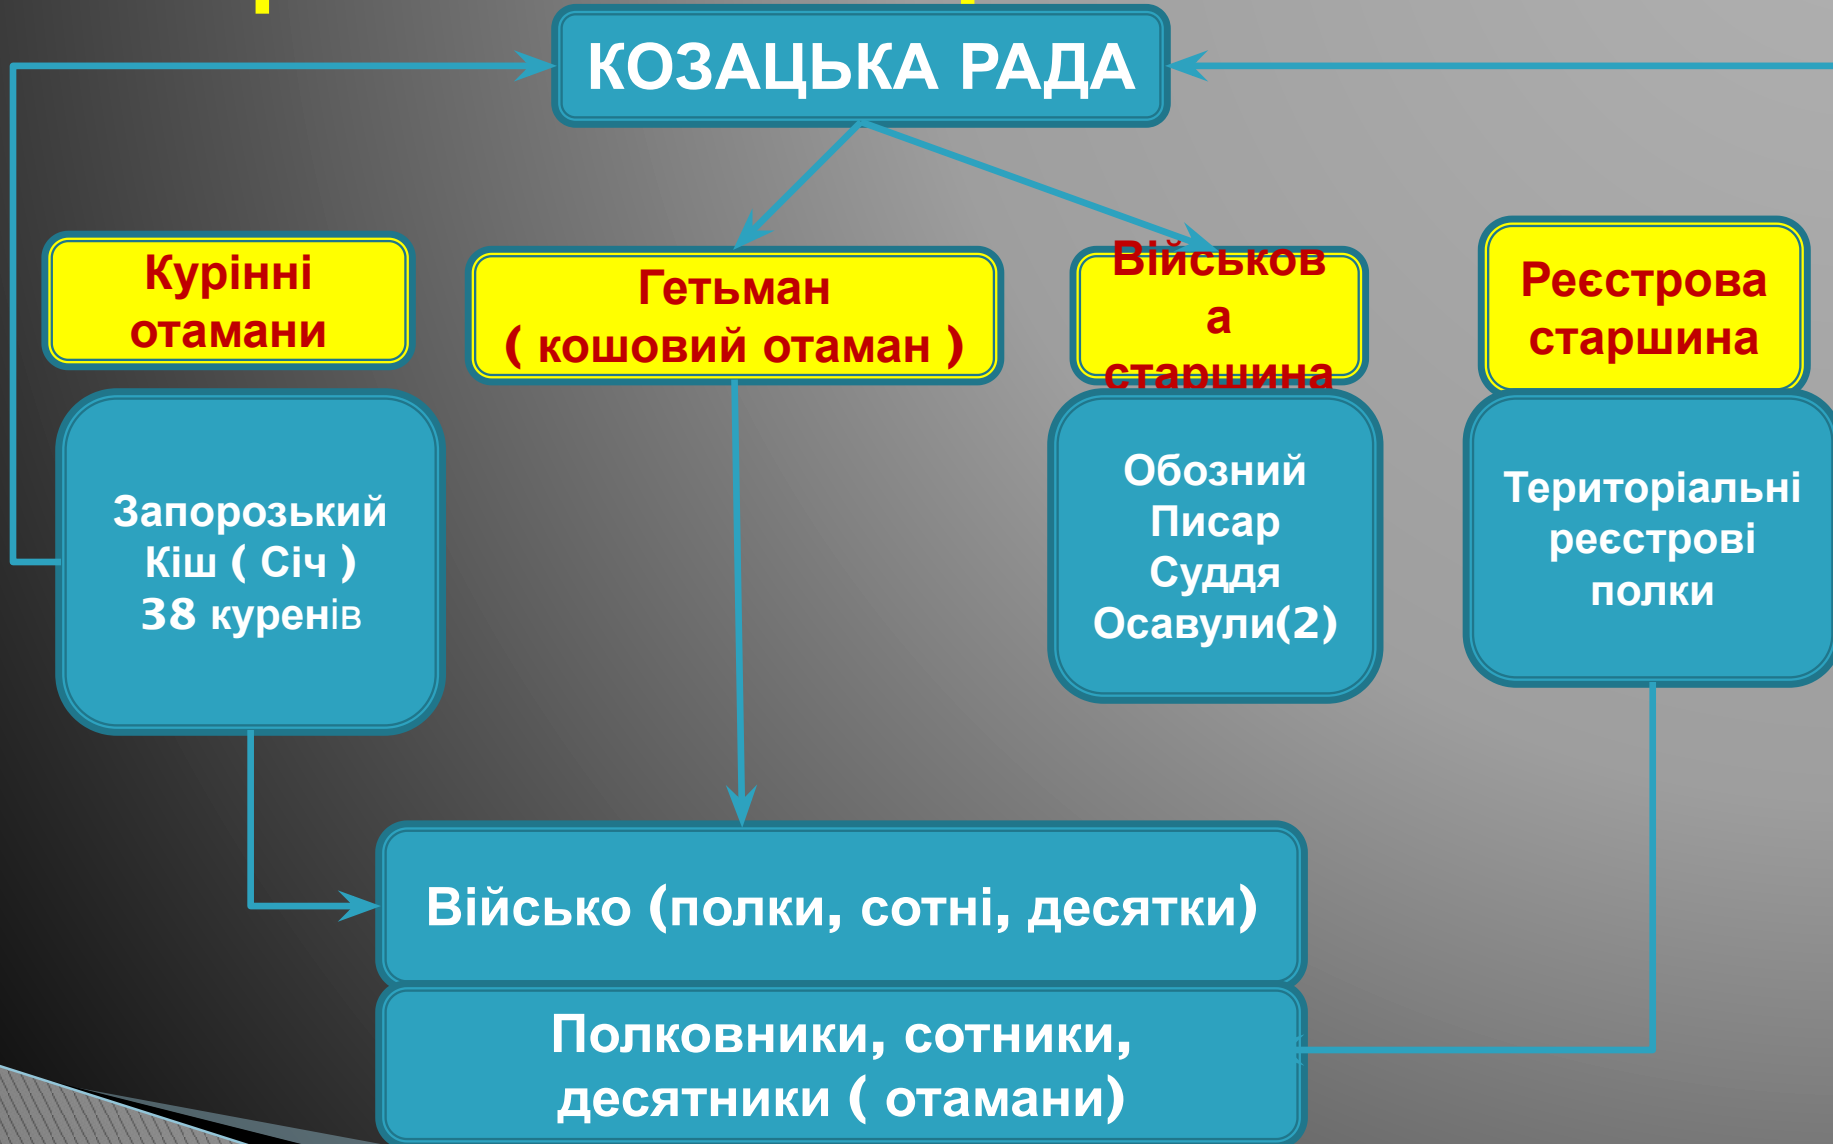 КОЗАЦЬКА РАДА
Курінні
отамани
Гетьман
( кошовий отаман )
Військов
а
старшина
Реєстрова
старшина
Запорозький
Кіш ( Січ )
38 куренів
Обозний
Писар
Суддя
Осавули(2)
Територіальні
реєстрові
полки
Військо (полки, сотні, десятки)
Полковники, сотники,
десятники ( отамани)